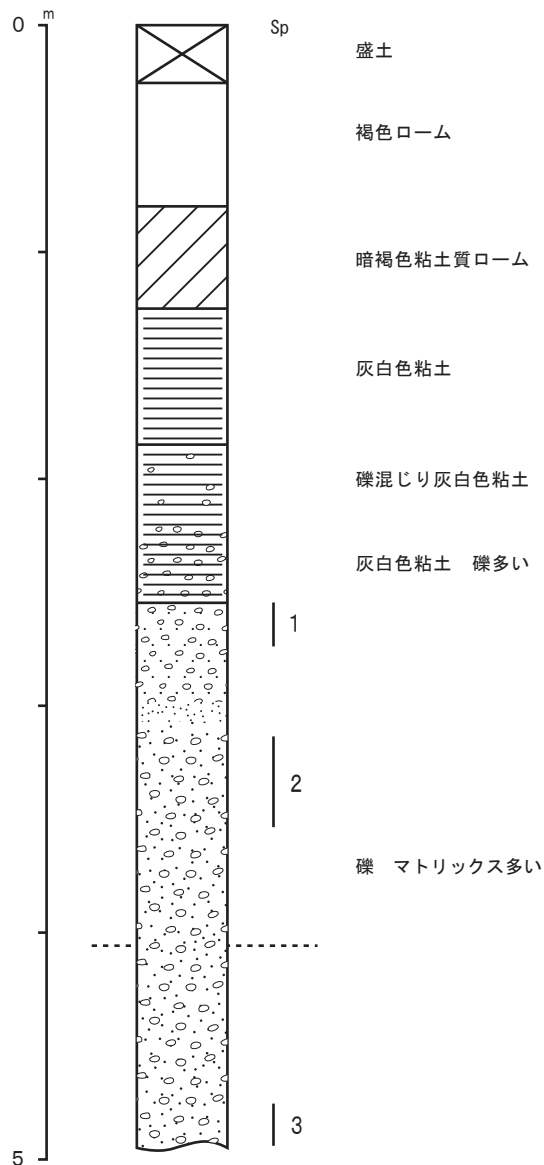 0
m
Sp
盛土
褐色ローム
暗褐色粘土質ローム
灰白色粘土
礫混じり灰白色粘土
灰白色粘土　礫多い
1
2
礫　マトリックス多い
3
5